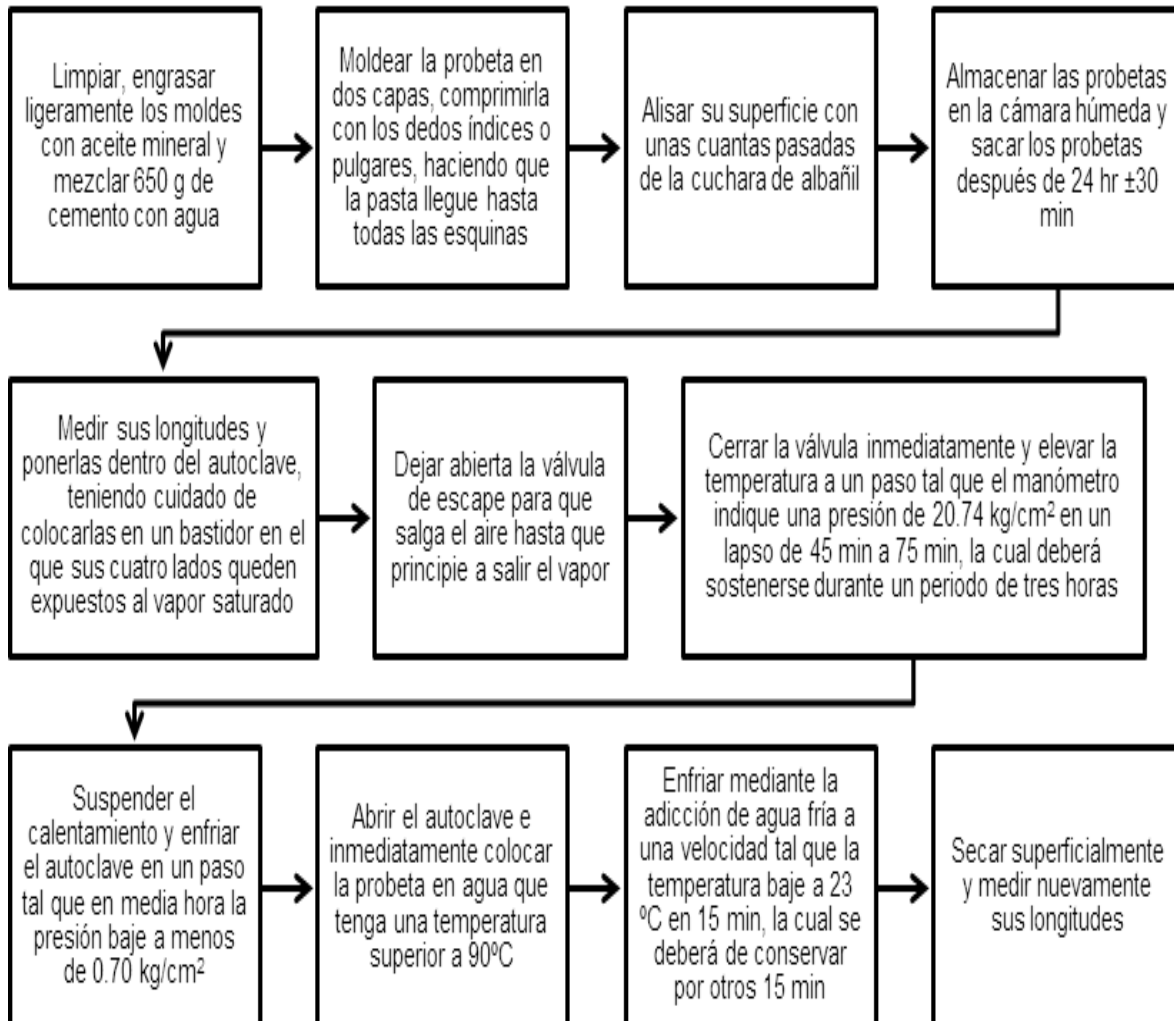 Limpiar, engrasar
ligeramente los moldes
con aceite mineral y
mezclar 650 g de
cemento con agua
Moldear la probeta en
dos capas, comprimirla
con los dedos índices o
pulgares, haciendo que
la pasta llegue hasta
todas las esquinas
Alisar su superficie con
unas cuantas pasadas
de la cuchara de albañil
Almacenar las probetas
en la cámara húmeda y
sacar los probetas
después de 24 hr ±30
min
Medir sus longitudes y
ponerlas dentro del autoclave,
teniendo cuidado de
colocarlas en un bastidor en el
que sus cuatro lados queden
expuestos al vapor saturado
Dejar abierta la válvula
de escape para que
salga el aire hasta que
principie a salir el vapor
Cerrar la válvula inmediatamente y elevar la
temperatura a un paso tal que el manómetro
indique una presión de 20.74 kg/cm² en un
lapso de 45 min a 75 min, la cual deberá
sostenerse durante un periodo de tres horas
Suspender el
calentamiento y enfriar
el autoclave en un paso
tal que en media hora la
presión baje a menos
de 0.70 kg/cm²
Abrir el autoclave e
inmediatamente colocar
la probeta en agua que
tenga una temperatura
superior a 90ºC
Enfriar mediante la
adicción de agua fría a
una velocidad tal que la
temperatura baje a 23
ºC en 15 min, la cual se
deberá de conservar
por otros 15 min
Secar superficialmente
y medir nuevamente
sus longitudes